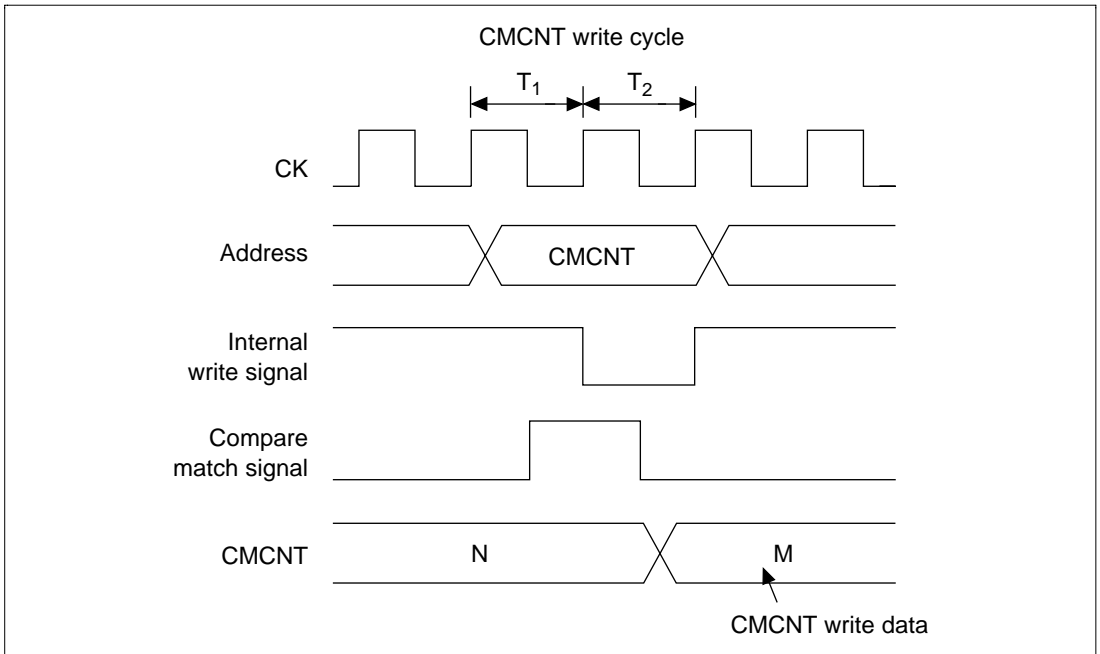 CMCNT write cycle
T₁ T₂
CK
Address
CMCNT
Internal
write signal
Compare
match signal
CMCNT
N
M
CMCNT write data